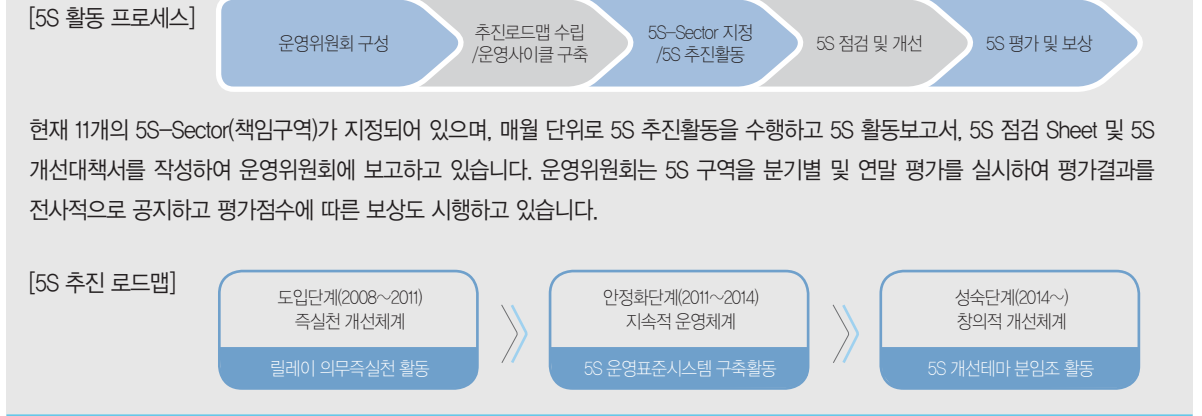 [5S 활동 프로세스]
운영위원회 구성
추진로드맵 수립
/운영사이클 구축
5S-Sector 지정
/5S 추진활동
5S 점검 및 개선
5S 평가 및 보상
현재 11개의 5S-Sector(책임구역)가 지정되어 있으며, 매월 단위로 5S 추진활동을 수행하고 5S 활동보고서, 5S 점검 Sheet 및 5S
개선대책서를 작성하여 운영위원회에 보고하고 있습니다. 운영위원회는 5S 구역을 분기별 및 연말 평가를 실시하여 평가결과를
전사적으로 공지하고 평가점수에 따른 보상도 시행하고 있습니다.
[5S 추진 로드맵]
도입단계(2008~2011)
즉실천 개선체계
릴레이 의무즉실천 활동
안정화단계(2011~2014)
지속적 운영체계
5S 운영표준시스템 구축활동
성숙단계(2014~)
창의적 개선체계
5S 개선테마 분임조 활동